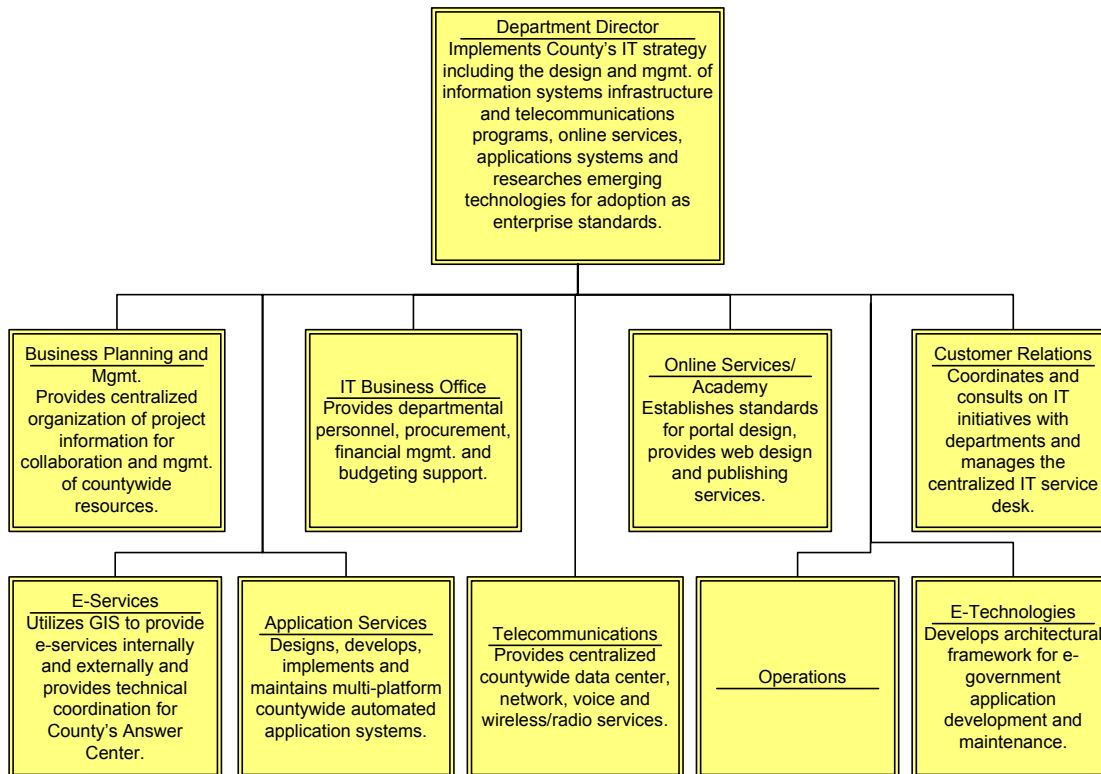 Department Director
Implements County's IT strategy
including the design and mgmt. of
information systems infrastructure
and telecommunications
programs, online services,
applications systems and
researches emerging
technologies for adoption as
enterprise standards.
Business Planning and
Mgmt.
Provides centralized
organization of project
information for
collaboration and mgmt.
of countywide
resources.
IT Business Office
Provides departmental
personnel, procurement,
financial mgmt. and
budgeting support.
Online Services/
Academy
Establishes standards
for portal design,
provides web design
and publishing
services.
Customer Relations
Coordinates and
consults on IT
initiatives with
departments and
manages the
centralized IT service
desk.
E-Services
Utilizes GIS to provide
e-services internally
and externally and
provides technical
coordination for
County's Answer
Center.
Application Services
Designs, develops,
implements and
maintains multi-platform
countywide automated
application systems.
Telecommunications
Provides centralized
countywide data center,
network, voice and
wireless/radio services.
Operations
E-Technologies
Develops architectural
framework for e-
government
application
development and
maintenance.